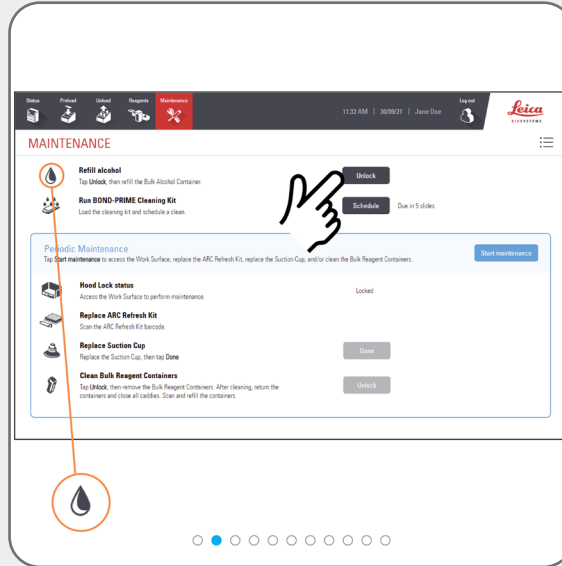 Status Preload Unload Reagents Maintenance 11:32 AM | 30/09/21 | Jane Doe Log out Leica
BIOSYSTEMS
MAINTENANCE
Refill alcohol
Tap Unlock, then refill the Bulk Alcohol Container.
Unlock
Run BOND-PRIME Cleaning Kit
Load the cleaning kit and schedule a clean.
Schedule Due in 5 slides
Periodic Maintenance
Tap Start maintenance to access the Work Surface, replace the ARC Refresh Kit, replace the Suction Cup, and/or clean the Bulk Reagent Containers.
Start maintenance
Hood Lock status
Access the Work Surface to perform maintenance.
Locked
Replace ARC Refresh Kit
Scan the ARC Refresh Kit barcode.
Replace Suction Cup
Replace the Suction Cup, then tap Done
Done
Clean Bulk Reagent Containers
Tap Unlock, then remove the Bulk Reagent Containers. After cleaning, return the
containers and close all caddies. Scan and refill the containers.
Unlock